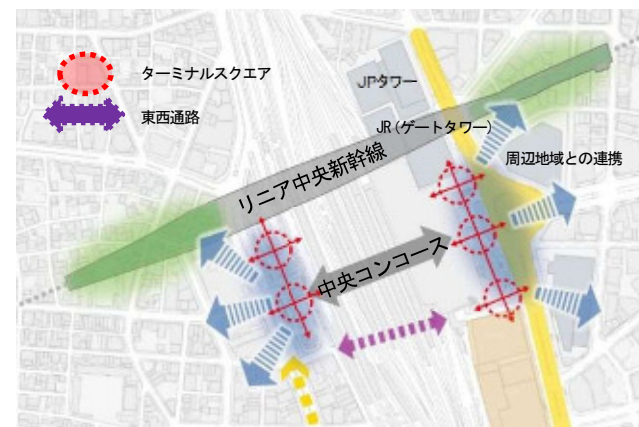 ターミナルスクエア
東西通路
JPタワー
JR(ゲートタワー)
周辺地域との連携
リニア中央新幹線
中央コンコース